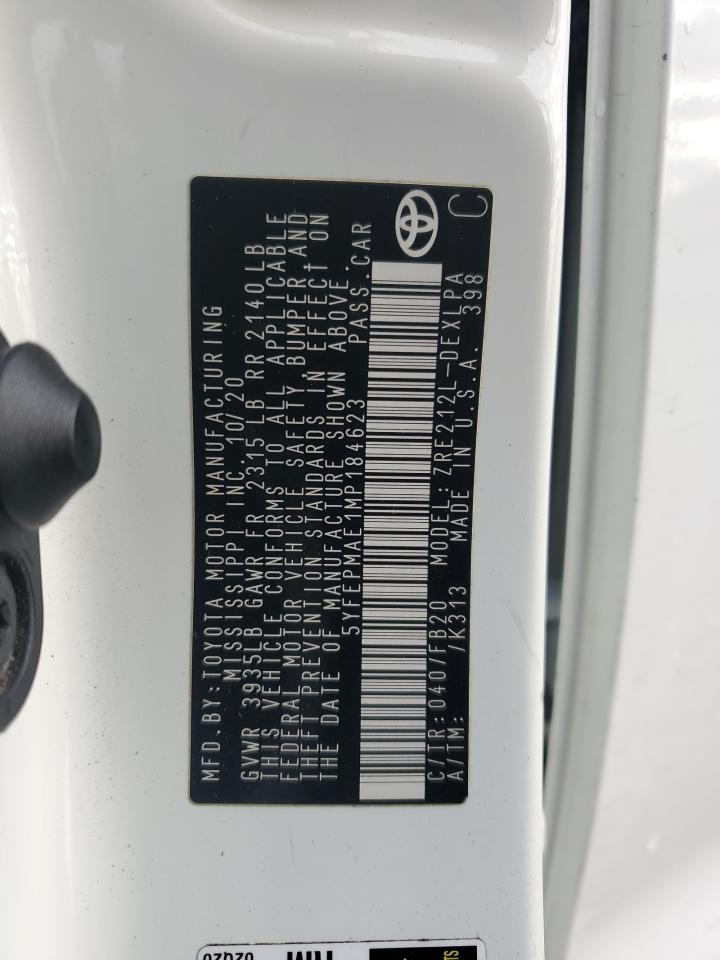 MFD.BY:TOYOTA MOTOR MANUFACTURING
MISSISSIPPI INC. 10/20
GVWR 3935LB GAWR FR 2315 LB RR 2140 LB
THIS VEHICLE CONFORMS TO ALL APPLICABLE
FEDERAL MOTOR VEHICLE SAFETY, BUMPER, AND
THEFT PREVENTION STANDARDS IN EFFECT ON
THE DATE OF MANUFACTURE SHOWN ABOVE.
5YFEPMAE1MP184623 PASS.CAR
C/TR: 040/FB20 MODEL: ZRE212L-DEXLPA
A/TM: /K313 MADE IN U.S.A. 398
C